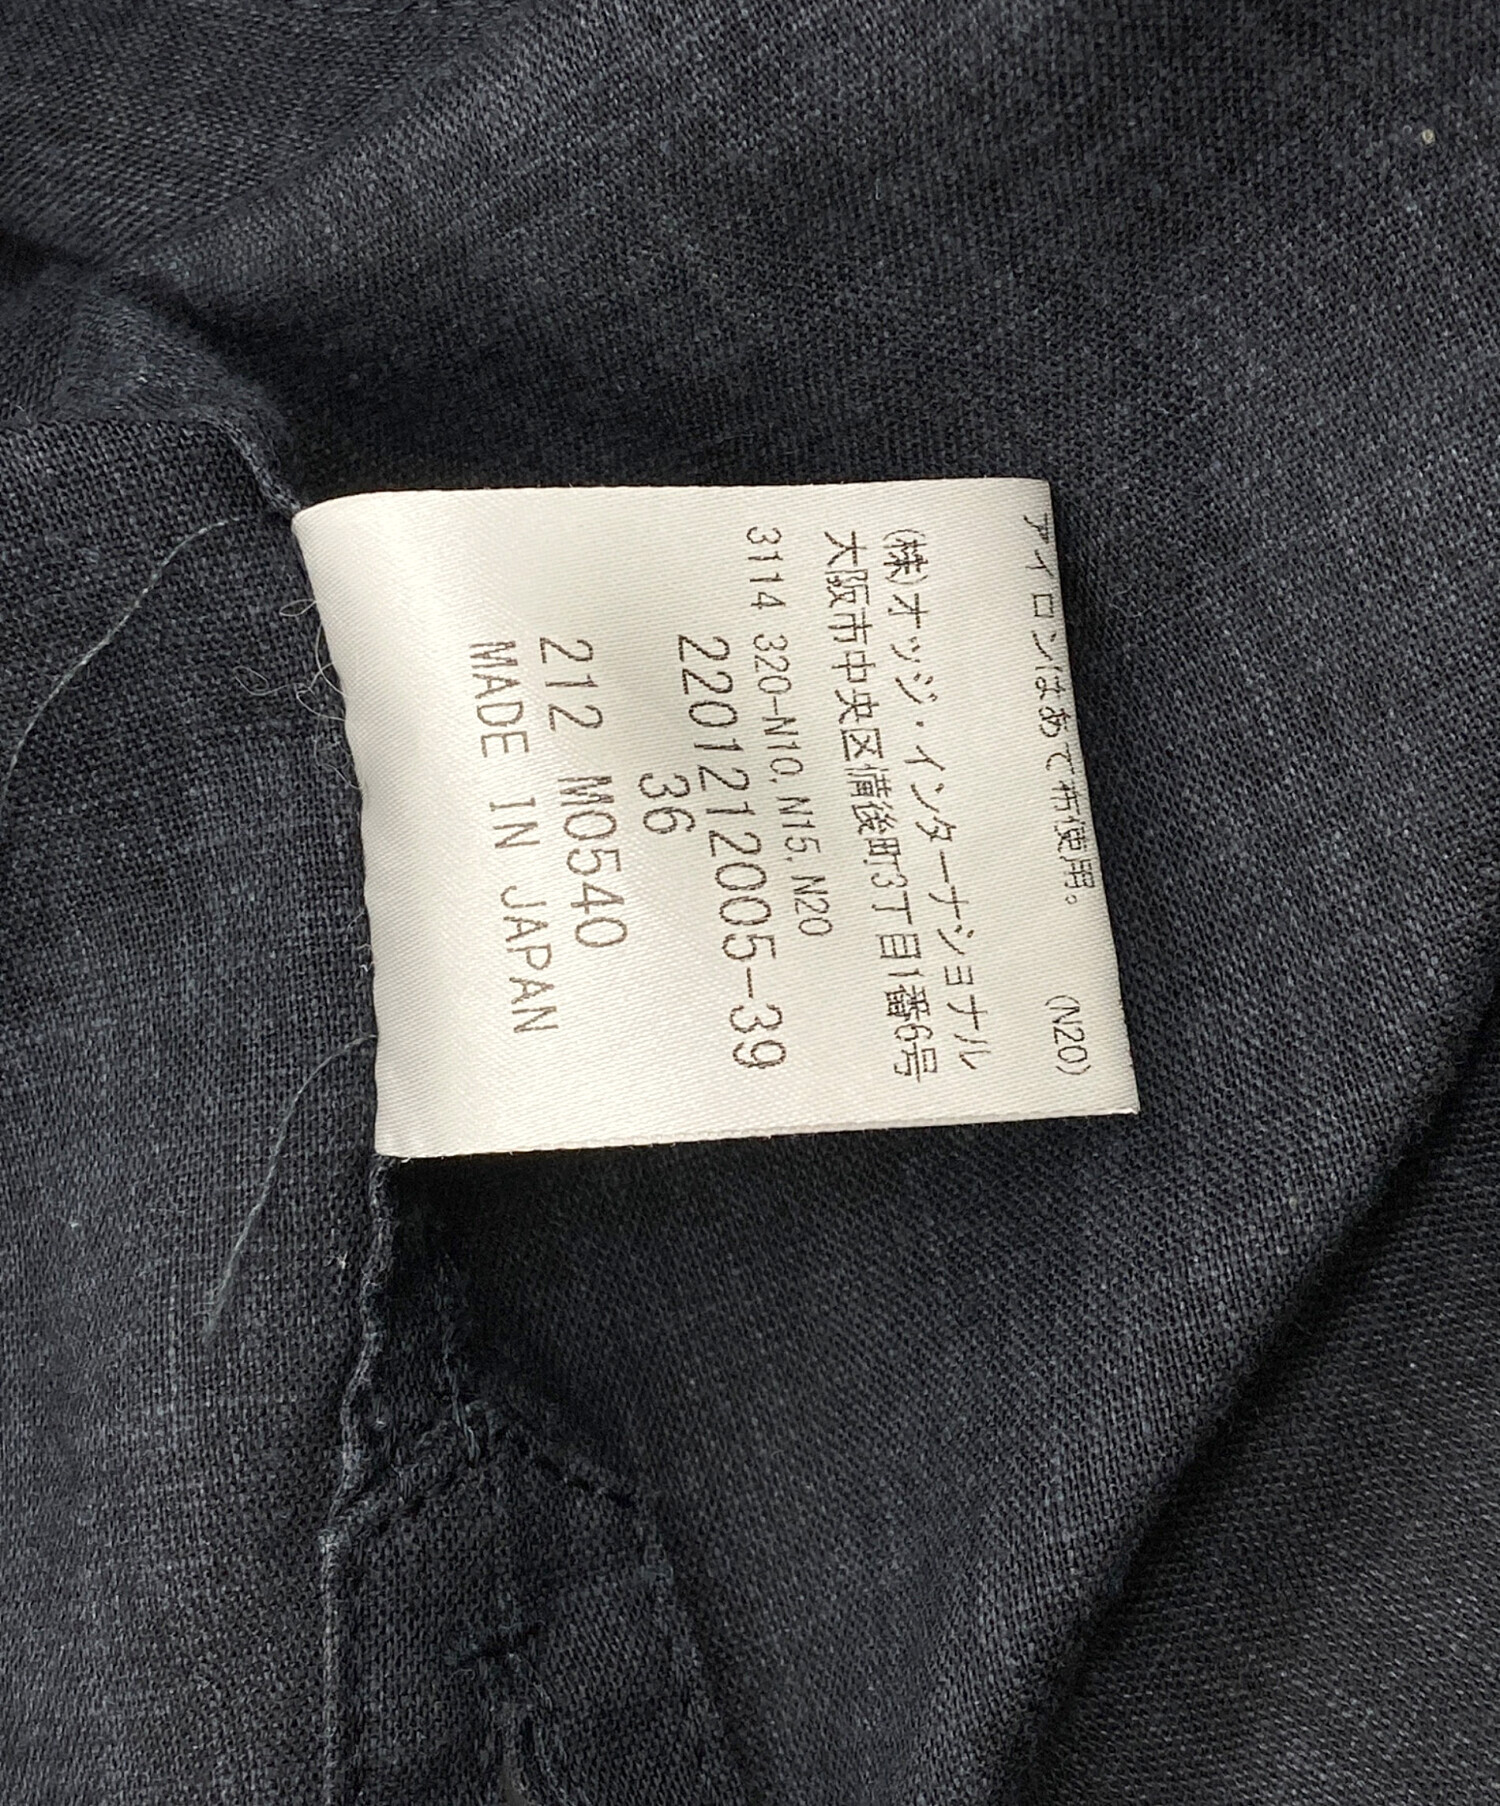 アイロンはあて布使用。
(N20)
(株)オッジ・インターナショナル
大阪市中央区備後町3丁目1番6号
3114 320-N10, N15, N20
2201212005-39
36
212 M0540
MADE IN JAPAN